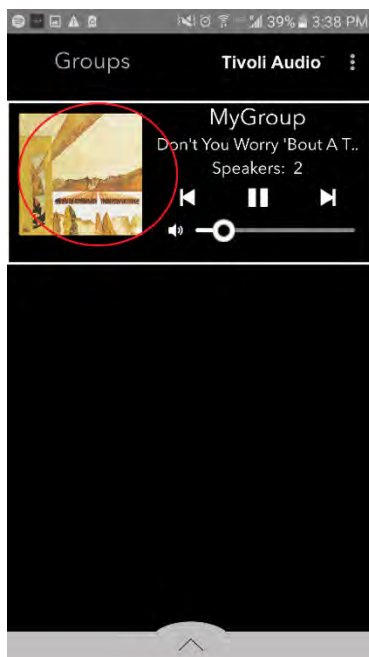 39% 3:38 PM
Groups Tivoli Audio
MyGroup
Don't You Worry 'Bout A T..
Speakers: 2